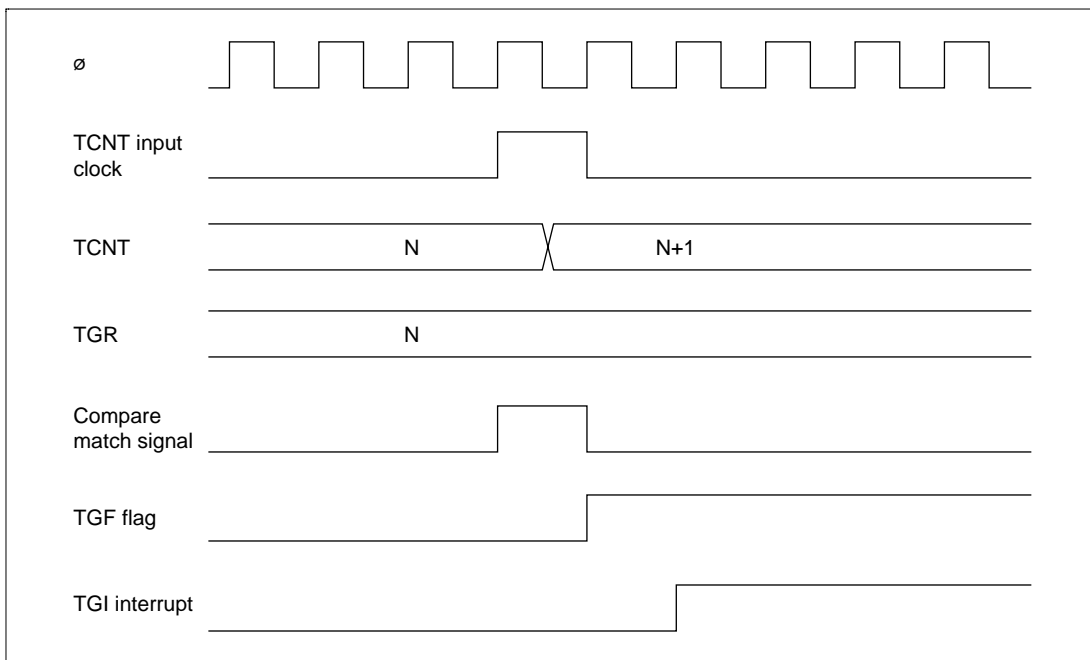 ø
TCNT input
clock
TCNT
N
N+1
TGR
N
Compare
match signal
TGF flag
TGI interrupt